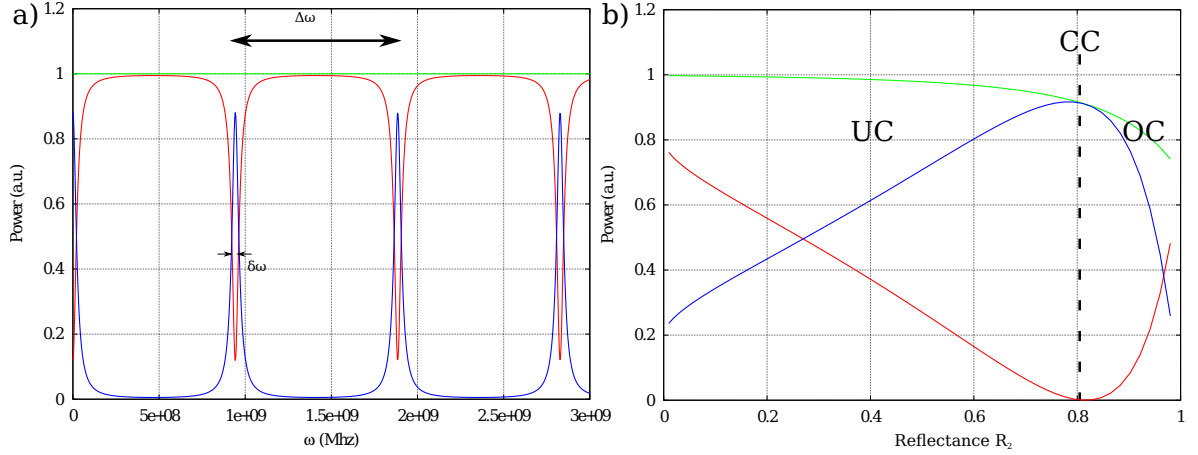 a)
Δω
δω
Power (a.u.)
1.2
1
0.8
0.6
0.4
0.2
0
0
5e+08
1e+09
1.5e+09
2e+09
2.5e+09
3e+09
ω (Mhz)
b)
CC
UC
OC
Power (a.u.)
1.2
1
0.8
0.6
0.4
0.2
0
0
0.2
0.4
0.6
0.8
1
Reflectance R₂